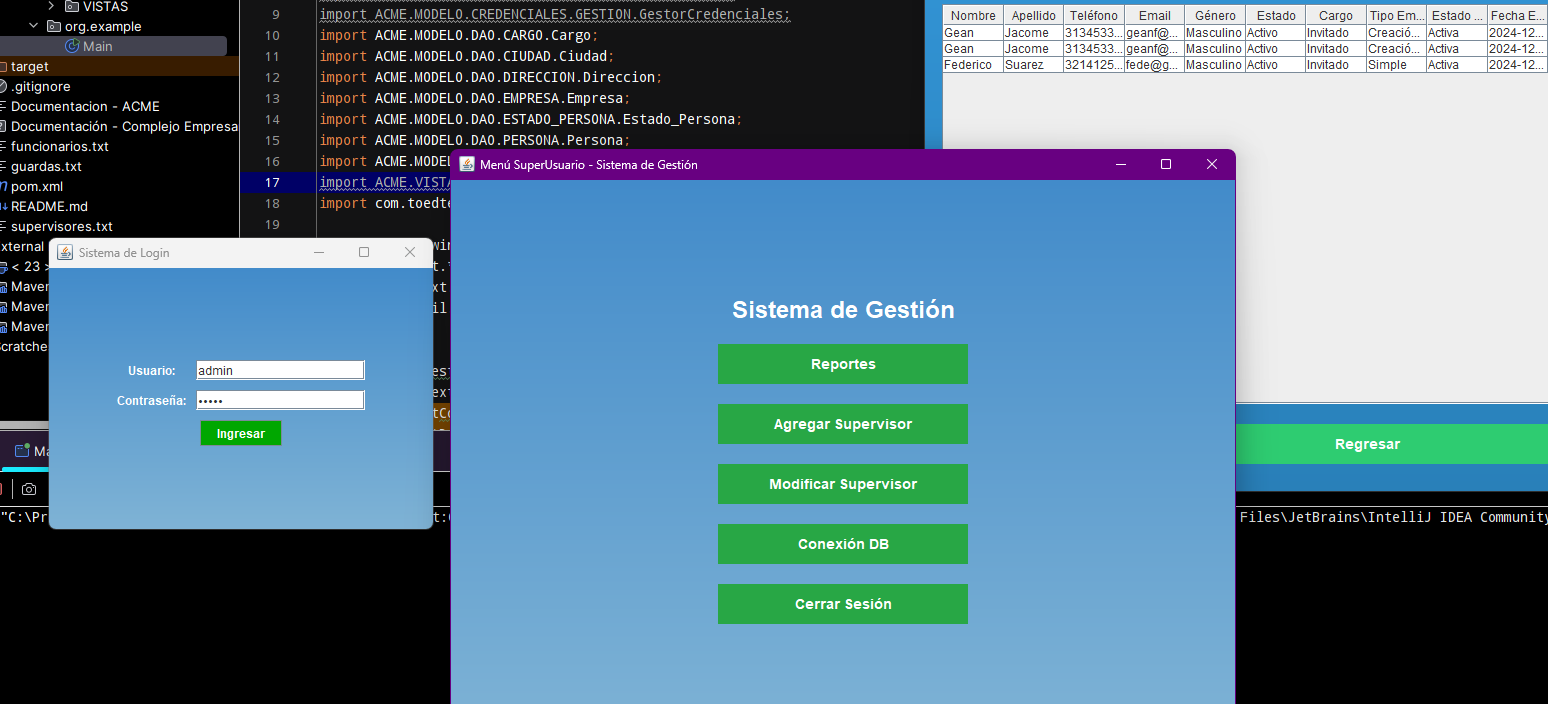 VISTAS
org.example
Main
target
.gitignore
Documentacion - ACME
Documentación - Complejo Empresa
funcionarios.txt
guardas.txt
pom.xml
README.md
supervisores.txt
xternal
< 23 >
Maven
Maven
Maven
Scratche
9 import ACME.MODELO.CREDENCIALES.GESTION.GestorCredenciales;
10 import ACME.MODELO.DAO.CARGO.Cargo;
11 import ACME.MODELO.DAO.CIUDAD.Ciudad;
12 import ACME.MODELO.DAO.DIRECCION.Direccion;
13 import ACME.MODELO.DAO.EMPRESA.Empresa;
14 import ACME.MODELO.DAO.ESTADO_PERSONA.Estado_Persona;
15 import ACME.MODELO.DAO.PERSONA.Persona;
16 import ACME.MODEL
17 import ACME.VISTA
18 import com.toedte
19
Nombre Apellido Teléfono Email Género Estado Cargo Tipo Em... Estado ... Fecha E...
Gean Jacome 3134533... geanf@... Masculino Activo Invitado Creació... Activa 2024-12...
Gean Jacome 3134533... geanf@... Masculino Activo Invitado Creació... Activa 2024-12...
Federico Suarez 3214125... fede@g... Masculino Activo Invitado Simple Activa 2024-12...
Regresar
Sistema de Login
Usuario: admin
Contraseña: •••••
Ingresar
Menú SuperUsuario - Sistema de Gestión
Sistema de Gestión
Reportes
Agregar Supervisor
Modificar Supervisor
Conexión DB
Cerrar Sesión
"C:\Pr
Files\JetBrains\IntelliJ IDEA Community